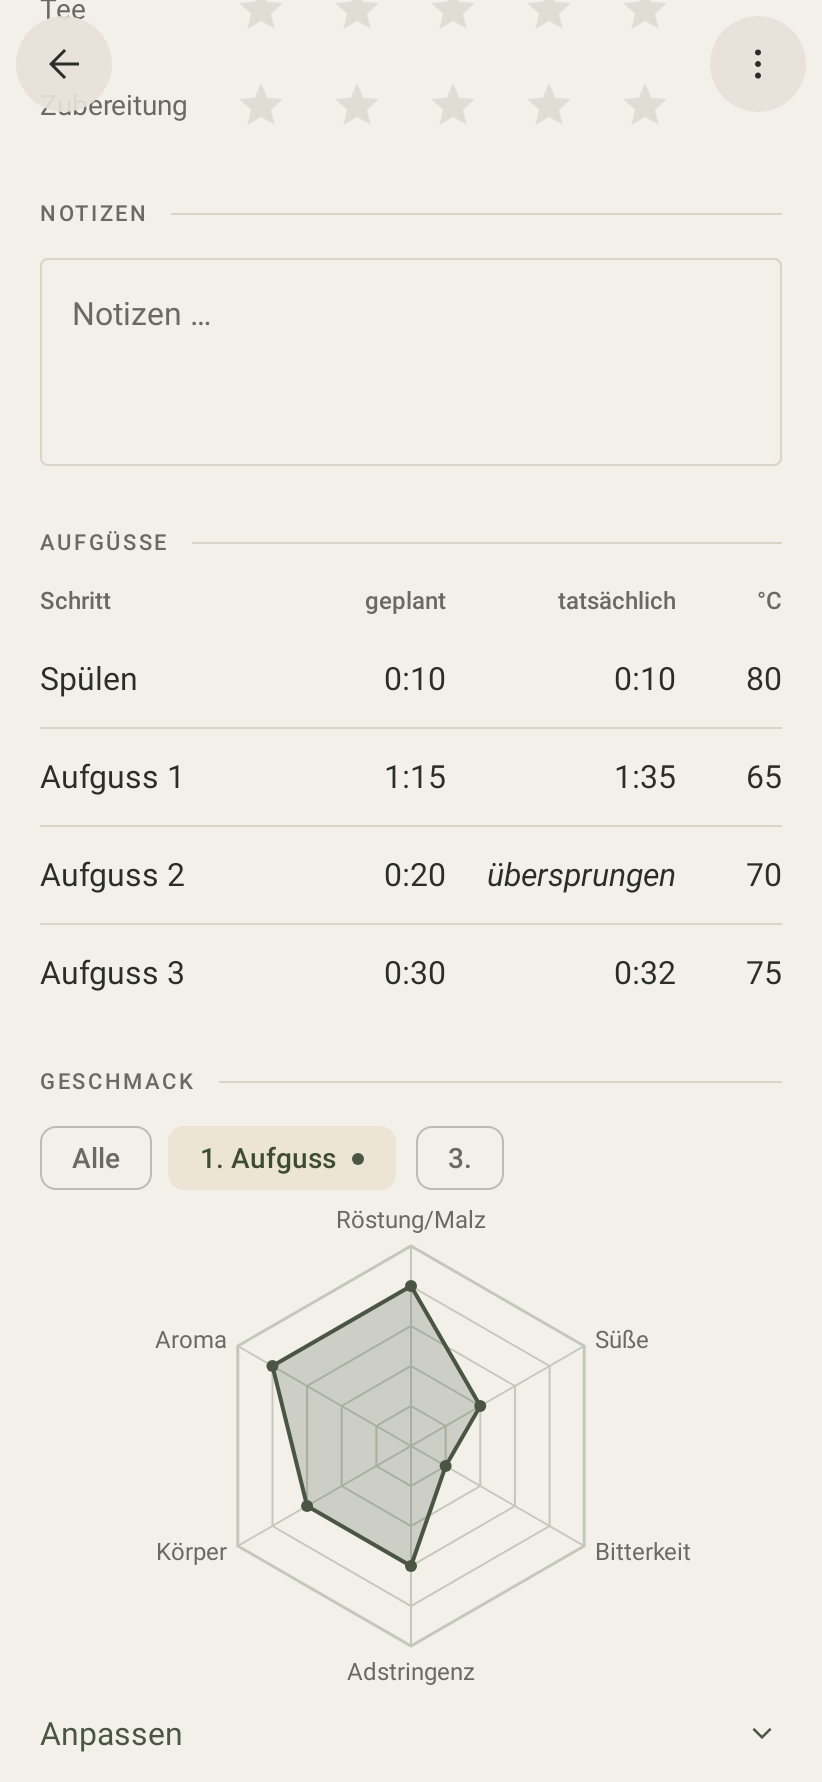 Tee
Zubereitung
NOTIZEN
Notizen …
AUFGÜSSE
Schritt geplant tatsächlich °C
Spülen 0:10 0:10 80
Aufguss 1 1:15 1:35 65
Aufguss 2 0:20 übersprungen 70
Aufguss 3 0:30 0:32 75
GESCHMACK
Alle 1. Aufguss 3.
Röstung/Malz
Aroma Süße
Körper Bitterkeit
Adstringenz
Anpassen